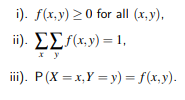 i). f(x,y) ≥ 0 for all (x,y),
ii). ∑∑ f(x,y) = 1,
x y
iii). P(X = x,Y = y) = f(x,y).